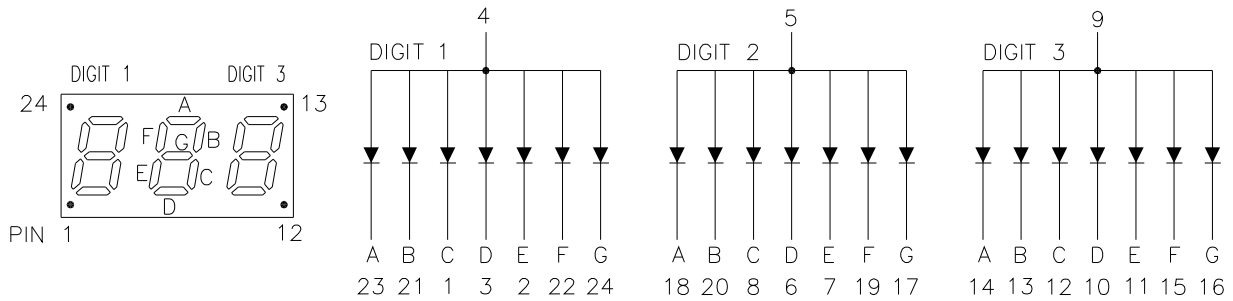 DIGIT 1 DIGIT 3
24 A 13
F G B
E C
D
PIN 1 12
4
DIGIT 1
A B C D E F G
23 21 1 3 2 22 24
5
DIGIT 2
A B C D E F G
18 20 8 6 7 19 17
9
DIGIT 3
A B C D E F G
14 13 12 10 11 15 16